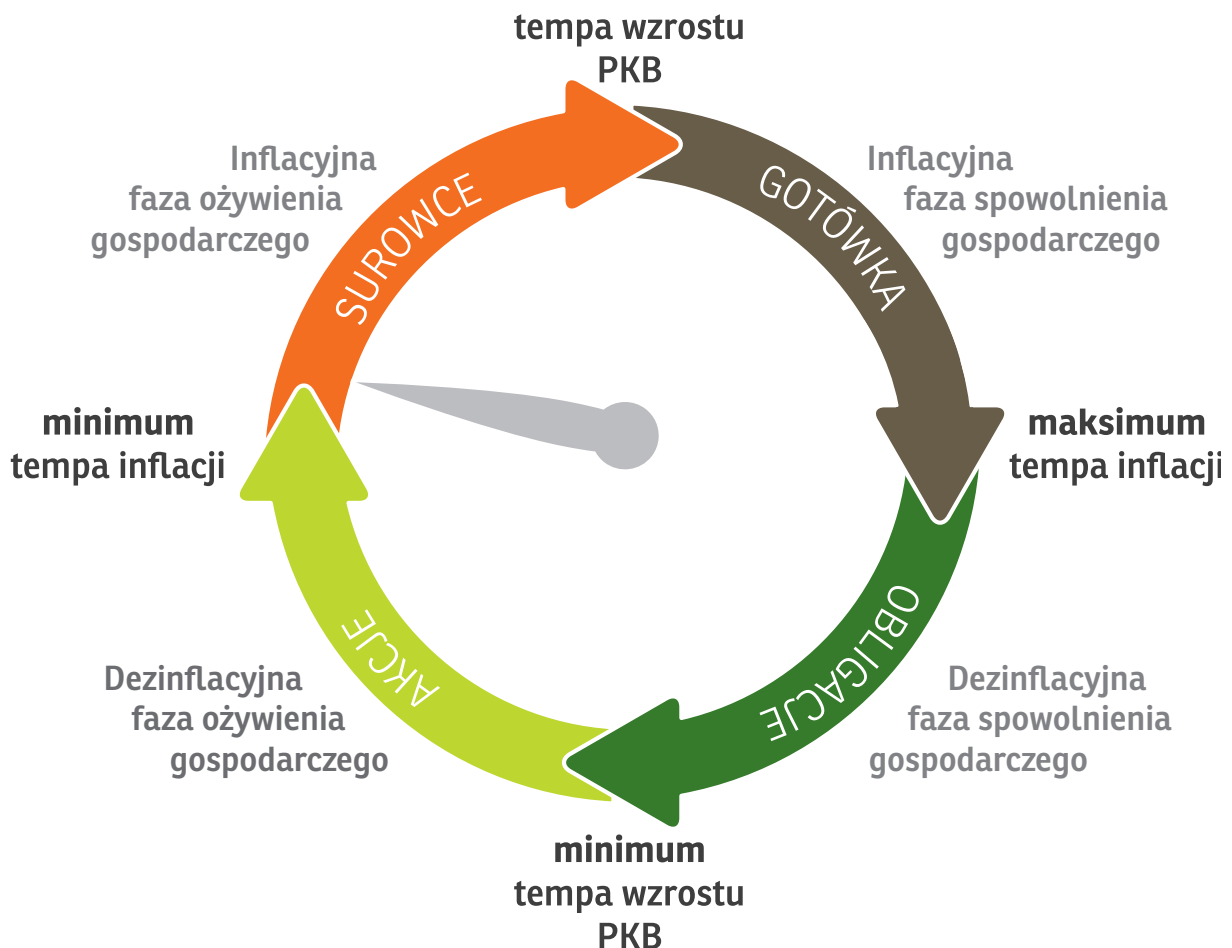 tempa wzrostu
PKB
Inflacyjna
faza ożywienia
gospodarczego
Inflacyjna
faza spowolnienia
gospodarczego
SUROWCE
GOTÓWKA
minimum
tempa inflacji
maksimum
tempa inflacji
AKCJE
OBLIGACJE
Dezinflacyjna
faza ożywienia
gospodarczego
Dezinflacyjna
faza spowolnienia
gospodarczego
minimum
tempa wzrostu
PKB